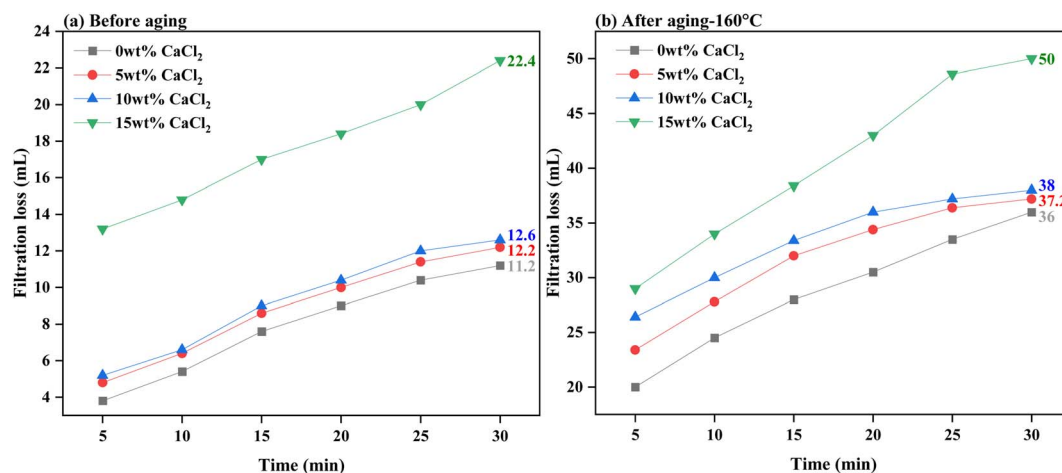 (a) Before aging
24
22
20
18
16
14
12
10
8
6
4
Filtration loss (mL)
0wt% CaCl₂
5wt% CaCl₂
10wt% CaCl₂
15wt% CaCl₂
22.4
12.6
12.2
11.2
5 10 15 20 25 30
Time (min)
(b) After aging-160°C
50
45
40
35
30
25
20
Filtration loss (mL)
0wt% CaCl₂
5wt% CaCl₂
10wt% CaCl₂
15wt% CaCl₂
50
38
37.2
36
5 10 15 20 25 30
Time (min)